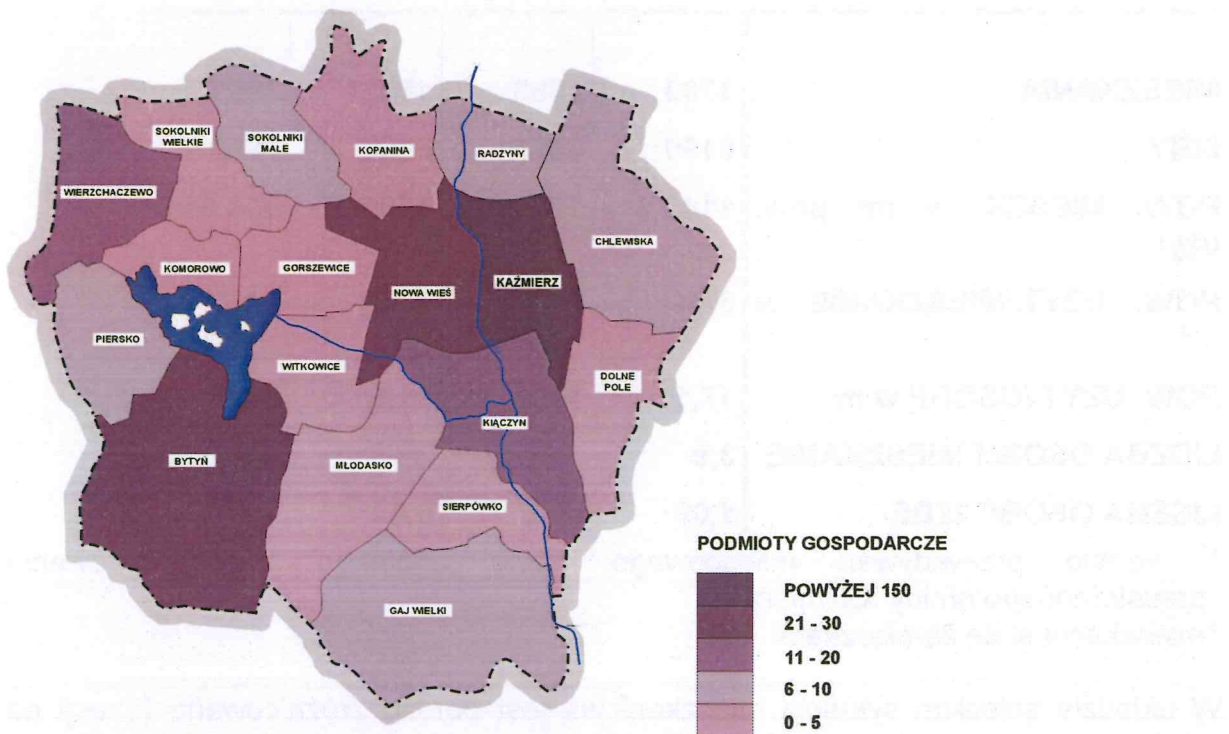 SOKOLNIKI
WIELKIE
SOKOLNIKI
MAŁE
KOPANINA
RADZYNY
WIERZCHACZEWO
CHLEWISKA
KOMOROWO
GORSZEWICE
NOWA WIEŚ
KAŹMIERZ
PIERSKO
WITKOWICE
DOLNE
POLE
KIĄCZYN
BYTYŃ
MŁODASKO
SIERPÓWKO
GAJ WIELKI
PODMIOTY GOSPODARCZE
POWYŻEJ 150
21 - 30
11 - 20
6 - 10
0 - 5